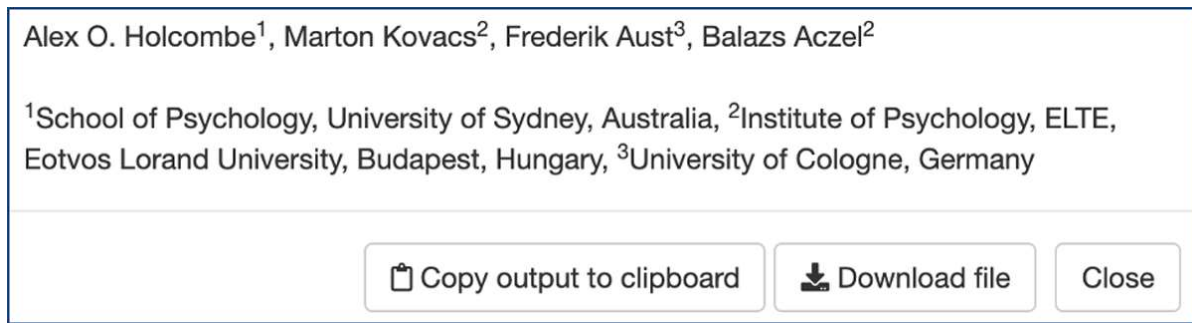 Alex O. Holcombe¹, Marton Kovacs², Frederik Aust³, Balazs Aczel²
¹School of Psychology, University of Sydney, Australia, ²Institute of Psychology, ELTE,
Eotvos Lorand University, Budapest, Hungary, ³University of Cologne, Germany
Copy output to clipboard Download file Close